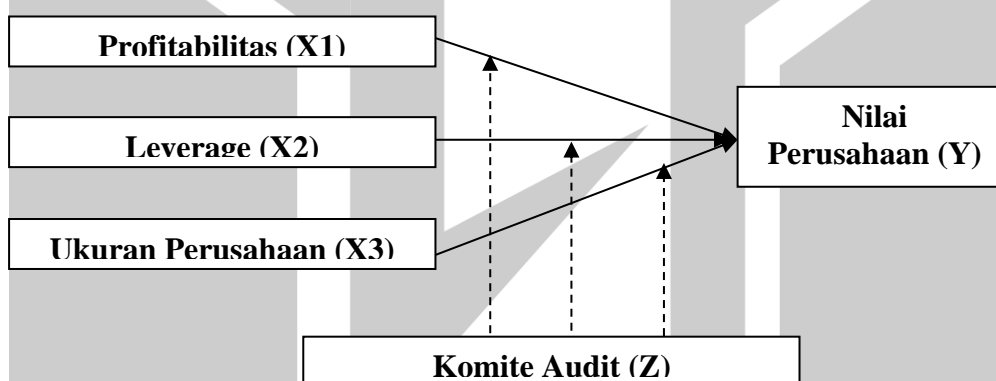 Profitabilitas (X1)
Leverage (X2)
Ukuran Perusahaan (X3)
Nilai
Perusahaan (Y)
Komite Audit (Z)